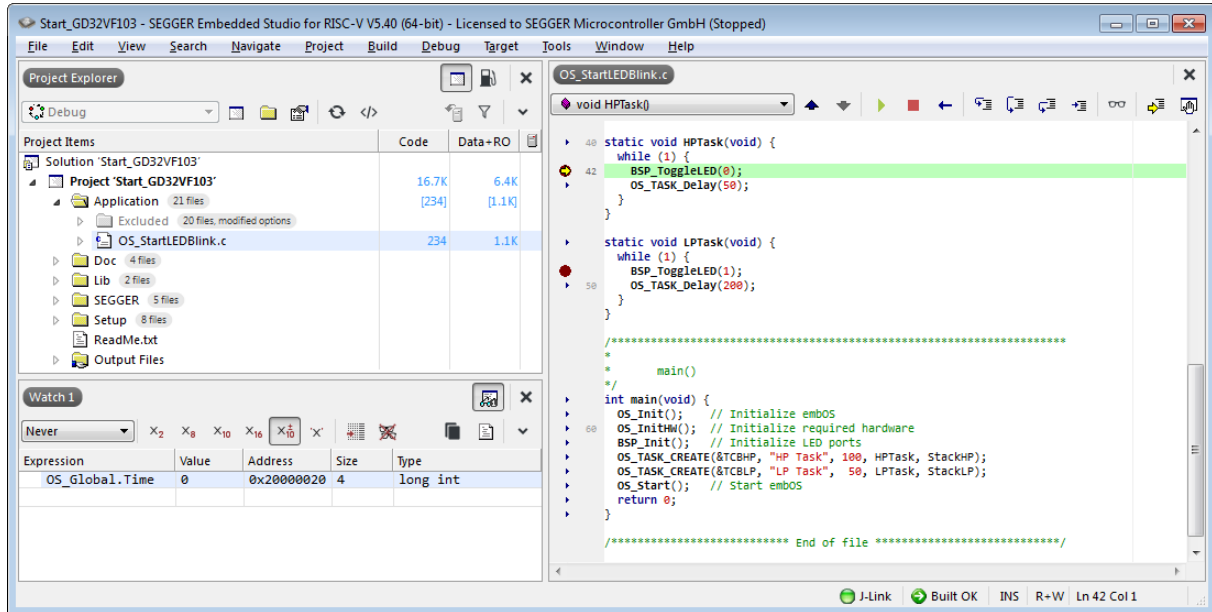 Start_GD32VF103 - SEGGER Embedded Studio for RISC-V V5.40 (64-bit) - Licensed to SEGGER Microcontroller GmbH (Stopped)
File Edit View Search Navigate Project Build Debug Target Tools Window Help
Project Explorer
Debug
Project Items Code Data+RO
Solution 'Start_GD32VF103'
Project 'Start_GD32VF103' 16.7K 6.4K
Application 21 files [234] [1.1K]
Excluded 20 files, modified options
OS_StartLEDBlink.c 234 1.1K
Doc 4 files
Lib 2 files
SEGGER 5 files
Setup 8 files
ReadMe.txt
Output Files
Watch 1
Never X2 X8 X10 X16 X±10 'X'
Expression Value Address Size Type
OS_Global.Time 0 0x20000020 4 long int
OS_StartLEDBlink.c
void HPTask()
40 static void HPTask(void) {
while (1) {
42 BSP_ToggleLED(0);
OS_TASK_Delay(50);
}
}
static void LPTask(void) {
while (1) {
BSP_ToggleLED(1);
50 OS_TASK_Delay(200);
}
}
/*********************************************************************
*
* main()
*/
int main(void) {
OS_Init(); // Initialize embOS
60 OS_InitHW(); // Initialize required hardware
BSP_Init(); // Initialize LED ports
OS_TASK_CREATE(&TCBHP, "HP Task", 100, HPTask, StackHP);
OS_TASK_CREATE(&TCBLP, "LP Task", 50, LPTask, StackLP);
OS_Start(); // Start embOS
return 0;
}
/*************************** End of file ****************************/
J-Link Built OK INS R+W Ln 42 Col 1